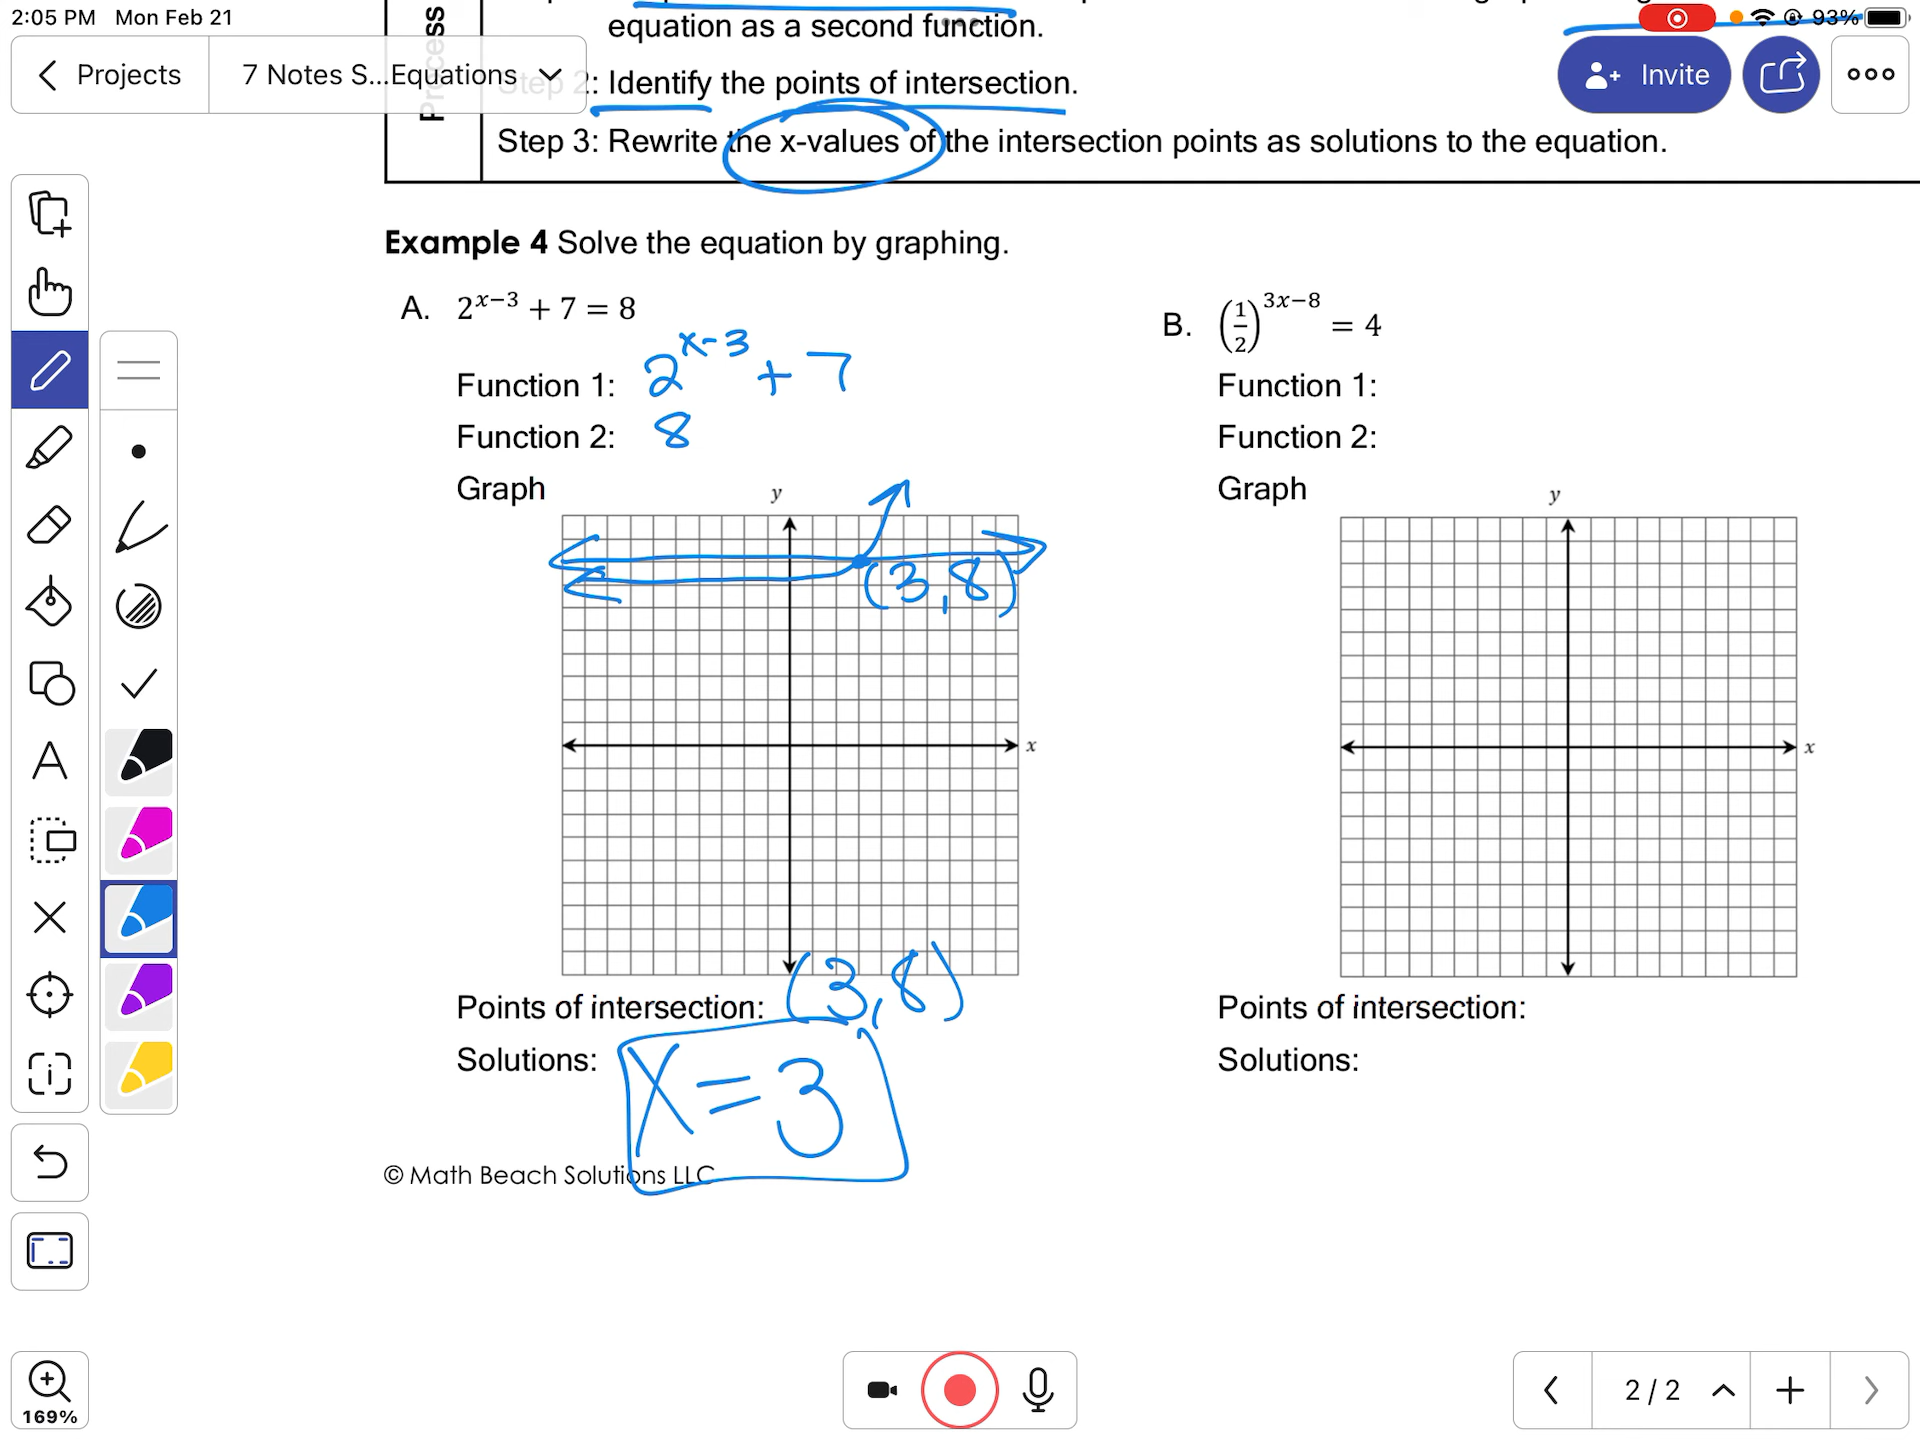 2:05 PM Mon Feb 21
93%
Projects
7 Notes S...Equations
Invite
Process
equation as a second function.
Step 2: Identify the points of intersection.
Step 3: Rewrite the x-values of the intersection points as solutions to the equation.
Example 4 Solve the equation by graphing.
A. 2^{x−3} + 7 = 8
Function 1: 2^{x-3} + 7
Function 2: 8
Graph
y
(3,8)
x
Points of intersection: (3,8)
Solutions: x=3
B. (1/2)^{3x−8} = 4
Function 1:
Function 2:
Graph
y
x
Points of intersection:
Solutions:
© Math Beach Solutions LLC
A
169%
2 / 2